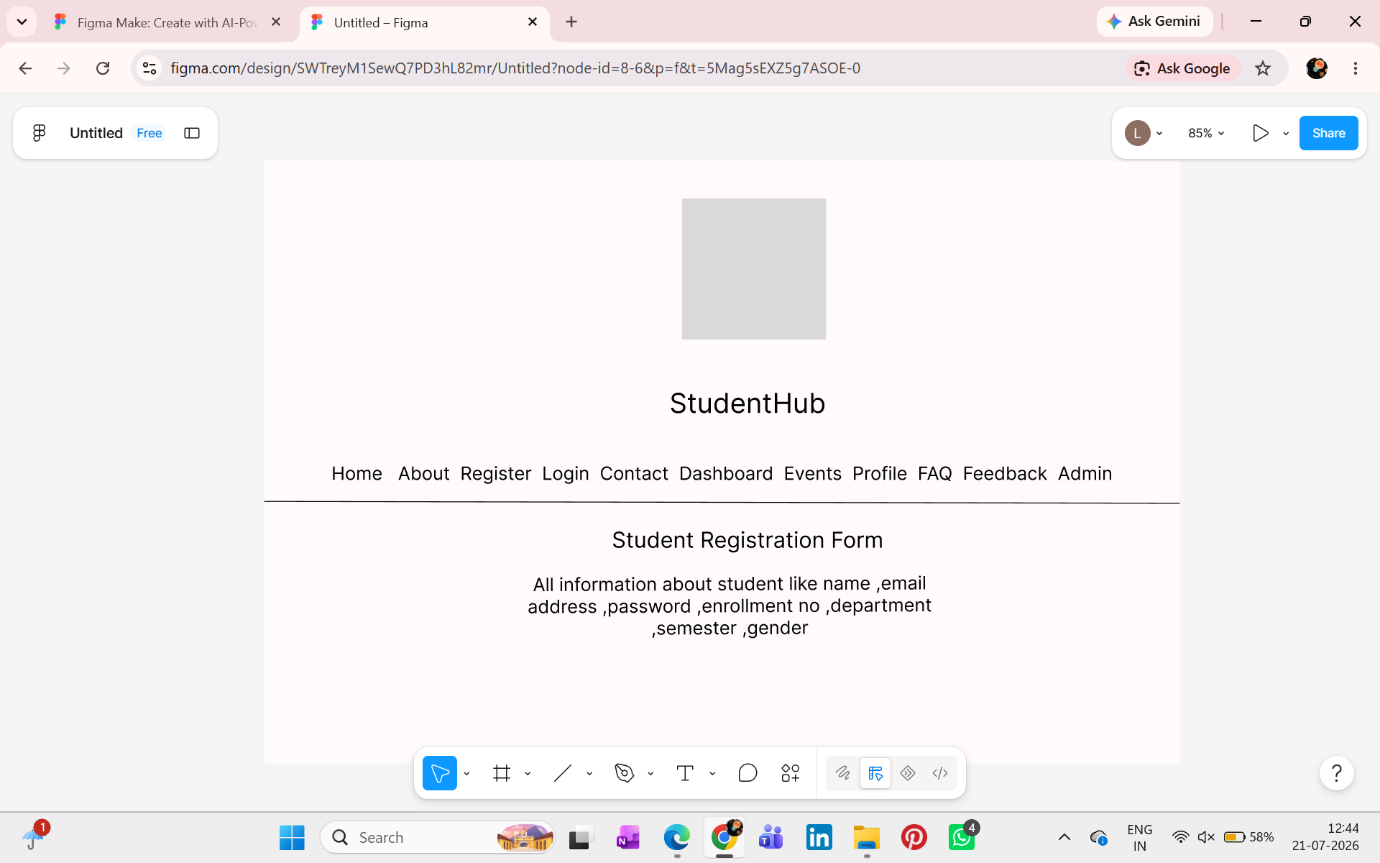 Figma Make: Create with AI-Po
Untitled – Figma
Ask Gemini
figma.com/design/SWTreyM1SewQ7PD3hL82mr/Untitled?node-id=8-6&p=f&t=5Mag5sEXZ5g7ASOE-0
Ask Google
Untitled Free
L
85%
Share
StudentHub
Home About Register Login Contact Dashboard Events Profile FAQ Feedback Admin
Student Registration Form
All information about student like name ,email
address ,password ,enrollment no ,department
,semester ,gender
T
?
1
Search
N
T
in
4
ENG
IN
58%
12:44
21-07-2026